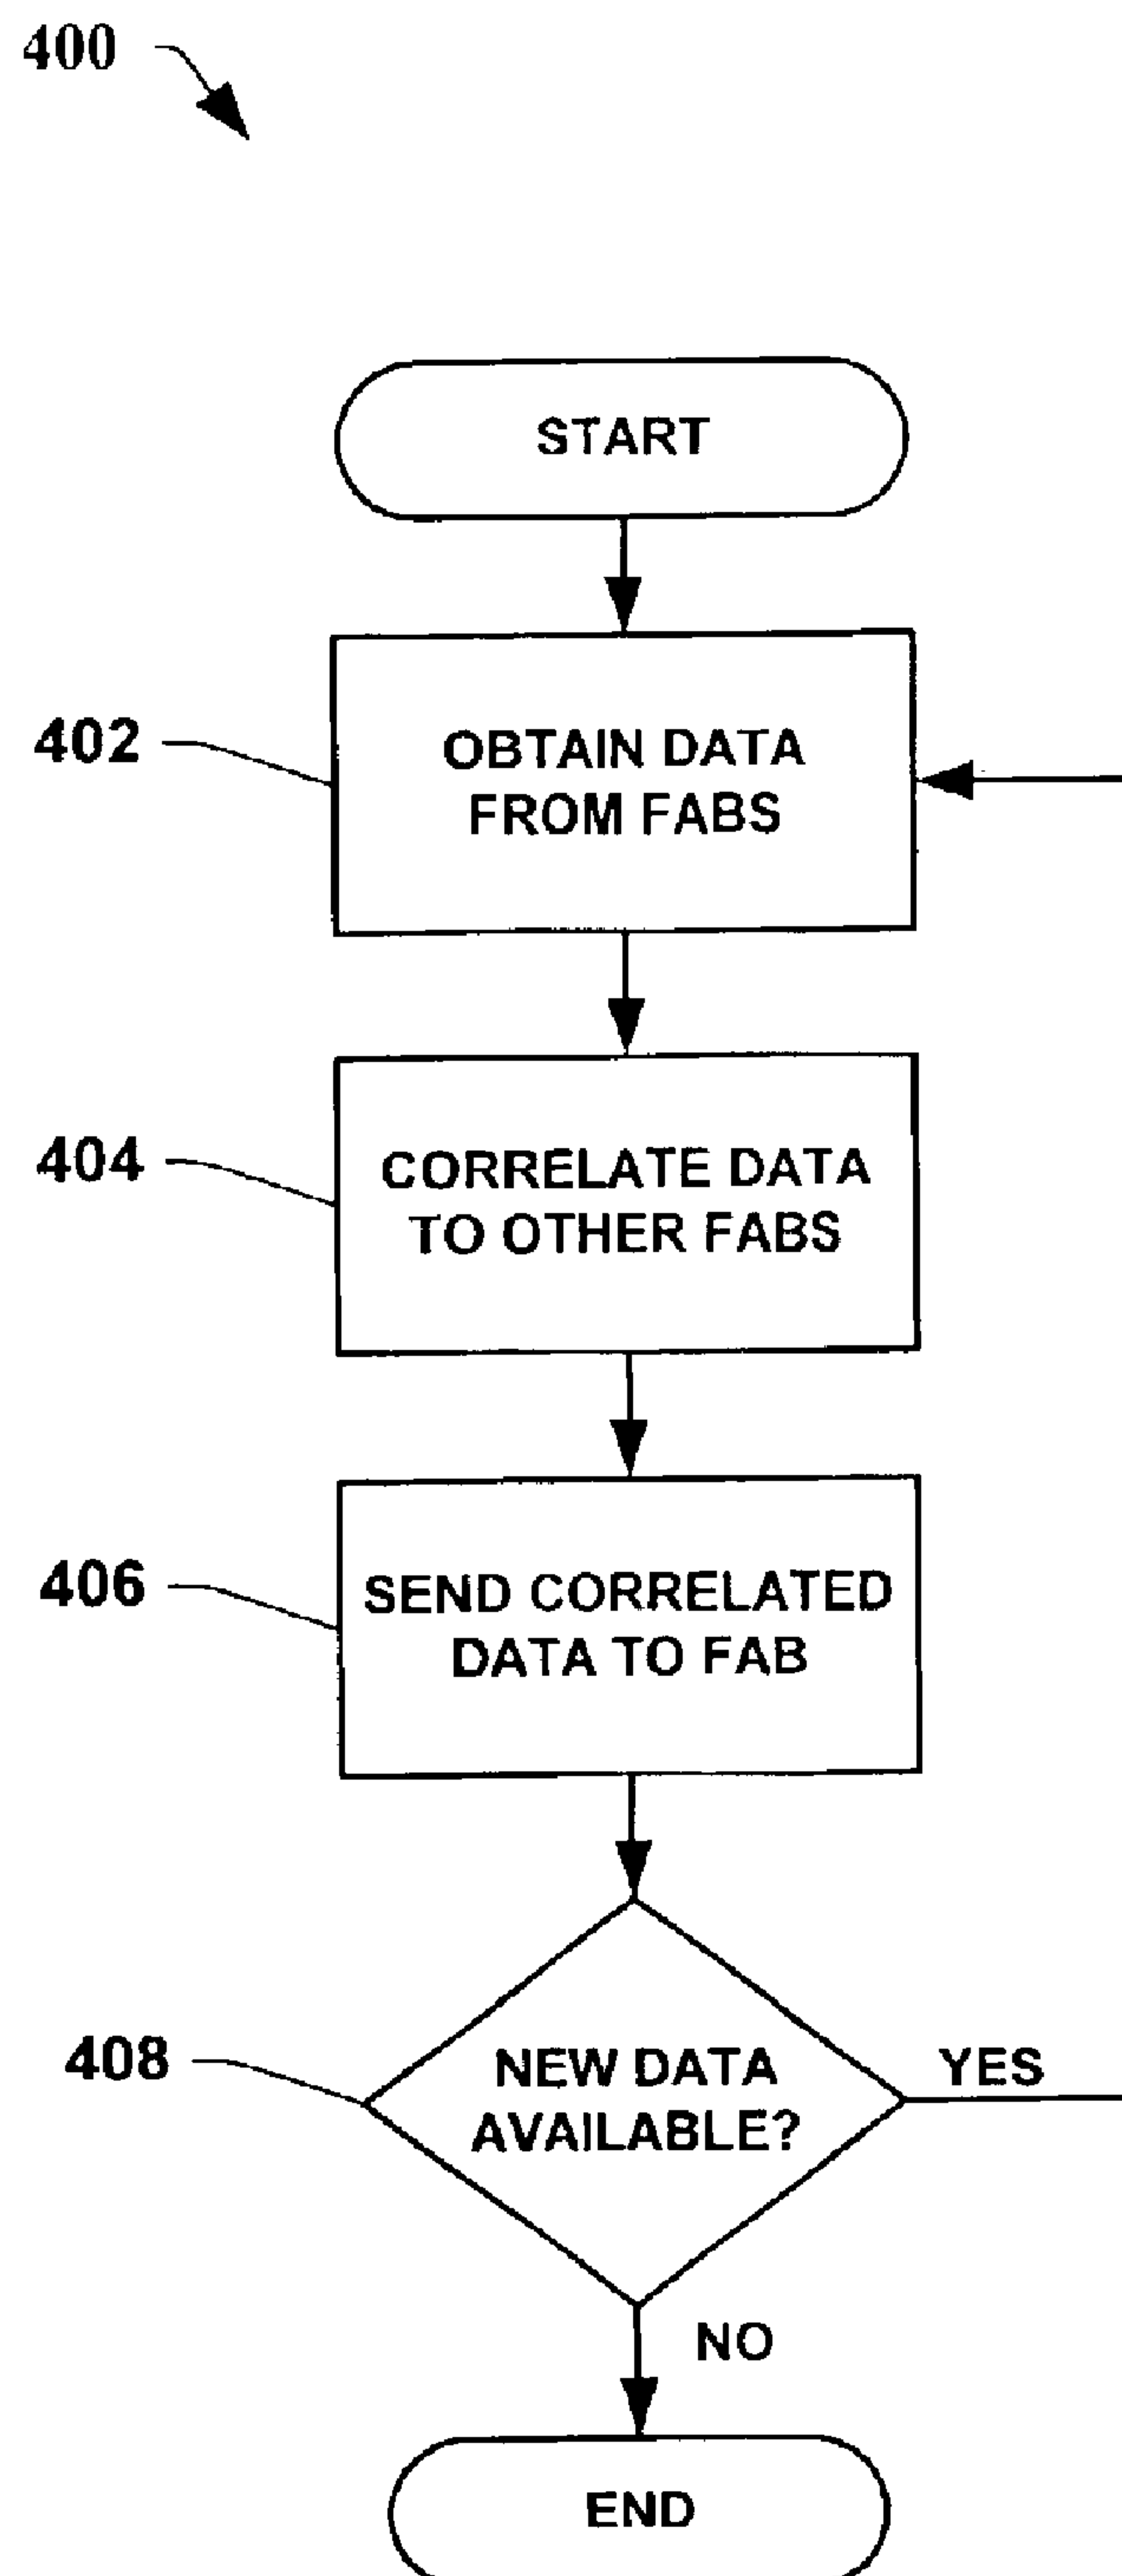 400
START
402
OBTAIN DATA
FROM FABS
404
CORRELATE DATA
TO OTHER FABS
406
SEND CORRELATED
DATA TO FAB
408
NEW DATA
AVAILABLE?
YES
NO
END